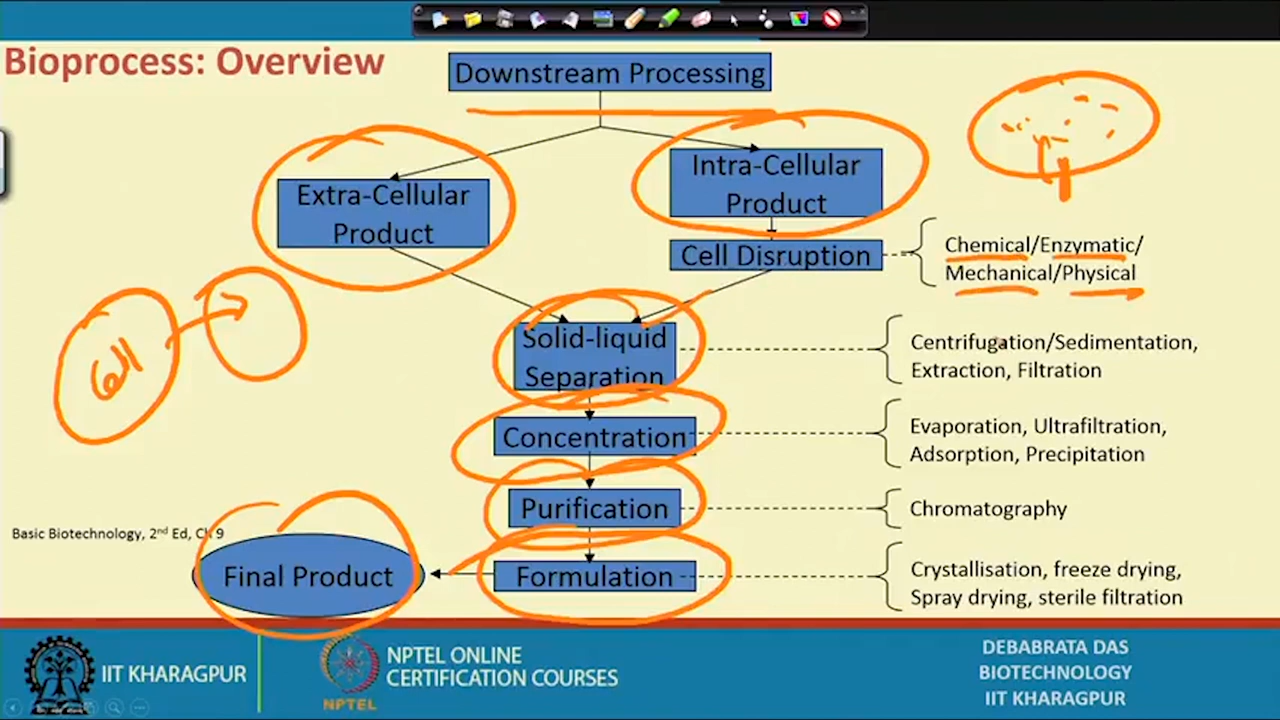 Bioprocess: Overview
Downstream Processing
Extra-Cellular
Product
Intra-Cellular
Product
Cell Disruption
Chemical/Enzymatic/
Mechanical/Physical
Cell
Solid-liquid
Separation
Centrifugation/Sedimentation,
Extraction, Filtration
Concentration
Evaporation, Ultrafiltration,
Adsorption, Precipitation
Purification
Chromatography
Basic Biotechnology, 2nd Ed, Ch 9
Final Product
Formulation
Crystallisation, freeze drying,
Spray drying, sterile filtration
IIT KHARAGPUR
NPTEL
NPTEL ONLINE
CERTIFICATION COURSES
DEBABRATA DAS
BIOTECHNOLOGY
IIT KHARAGPUR